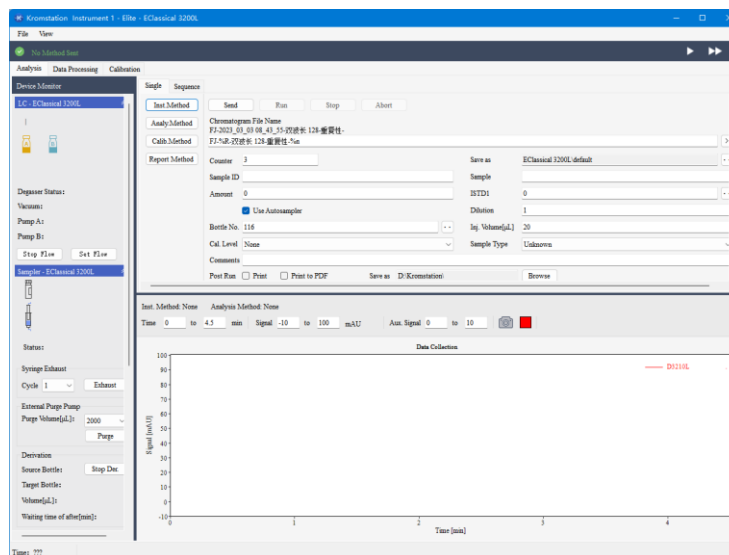 Kromstation Instrument 1 - Elite - EClassical 3200L
File View
No Method Sent
Analysis Data Processing Calibration
Device Monitor
LC - EClassical 3200L
A
B
Degasser Status:
Vacuum:
Pump A:
Pump B:
Stop Flow Set Flow
Sampler - EClassical 3200L
Status:
Syringe Exhaust
Cycle 1 Exhaust
External Purge Pump
Purge Volume[μL]: 2000
Purge
Derivation
Source Bottle: Stop Der.
Target Bottle:
Volume[μL]:
Waiting time of after[min]:
Time: ???
Single Sequence
Inst.Method Send Run Stop Abort
Analy.Method
Calib.Method
Report Method
Chromatogram File Name
FJ-2023_03_03 08_43_55-双波长 128-重复性-
FJ-%R-双波长 128-重复性-%n
Counter 3 Save as EClassical 3200L\default
Sample ID Sample
Amount 0 ISTD1 0
Use Autosampler Dilution 1
Bottle No. 116 Inj. Volume[μL] 20
Cal. Level None Sample Type Unknown
Comments
Post Run Print Print to PDF Save as D:\Kromstation\ Browse
Inst. Method: None Analysis Method: None
Time 0 to 4.5 min Signal -10 to 100 mAU Aux. Signal 0 to 10
Data Collection
D3210L
Signal [mAU]
100
90
80
70
60
50
40
30
20
10
0
-10
0 1 2 3 4
Time [min]